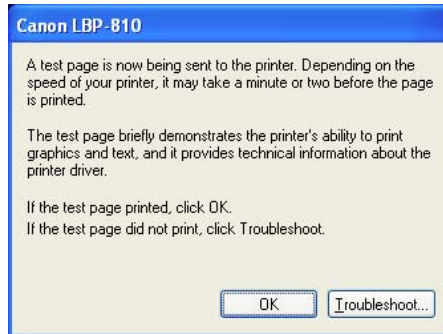 Canon LBP-810
A test page is now being sent to the printer. Depending on the
speed of your printer, it may take a minute or two before the page
is printed.
The test page briefly demonstrates the printer's ability to print
graphics and text, and it provides technical information about the
printer driver.
If the test page printed, click OK.
If the test page did not print, click Troubleshoot.
OK Troubleshoot...